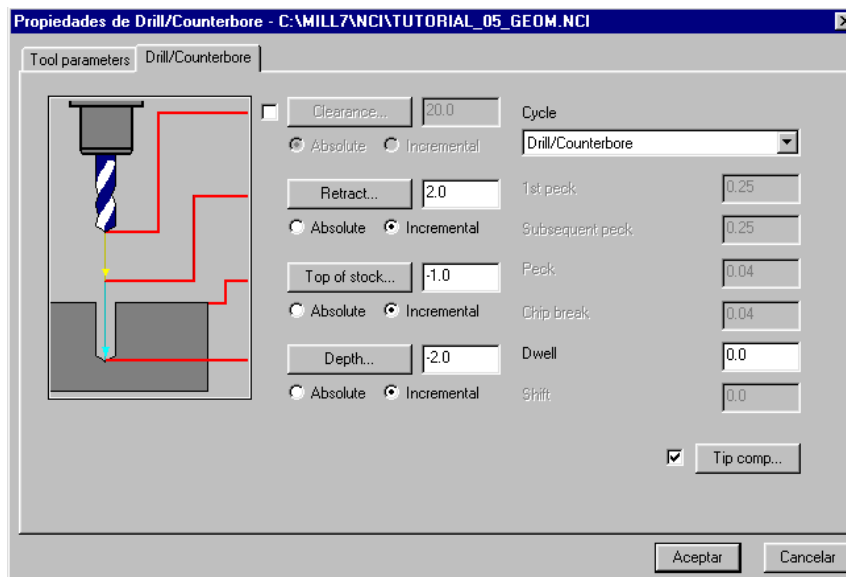 Propiedades de Drill/Counterbore - C:\MILL7\NCI\TUTORIAL_05_GEOM.NCI
Tool parameters
Drill/Counterbore
Clearance...
20.0
Absolute
Incremental
Retract...
2.0
Absolute
Incremental
Top of stock...
-1.0
Absolute
Incremental
Depth...
-2.0
Absolute
Incremental
Cycle
Drill/Counterbore
1st peck
0.25
Subsequent peck
0.25
Peck
0.04
Chip break
0.04
Dwell
0.0
Shift
0.0
Tip comp...
Aceptar
Cancelar